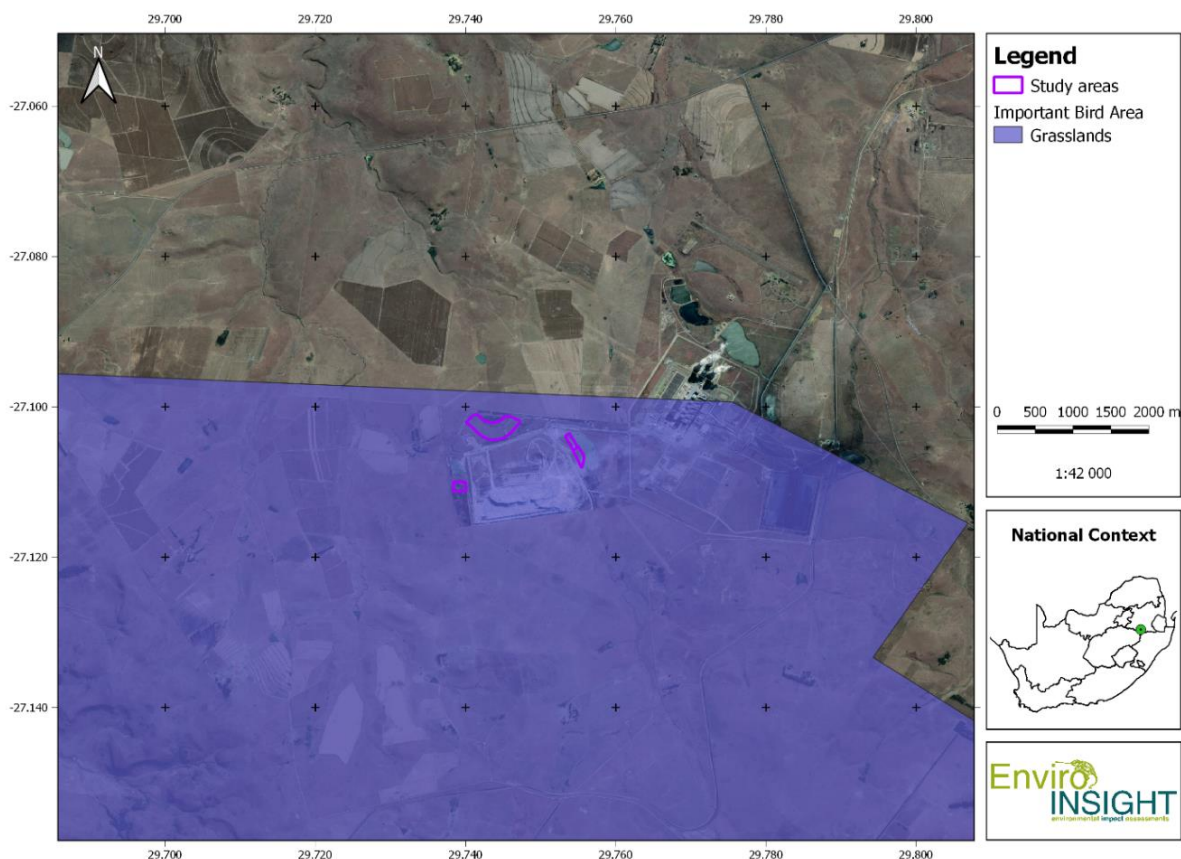 29.700 29.720 29.740 29.760 29.780 29.800
N
-27.060
-27.080
-27.100
-27.120
-27.140
29.700 29.720 29.740 29.760 29.780 29.800
Legend
Study areas
Important Bird Area
Grasslands
0 500 1000 1500 2000 m
1:42 000
National Context
Enviro
INSIGHT
environmental impact assessments